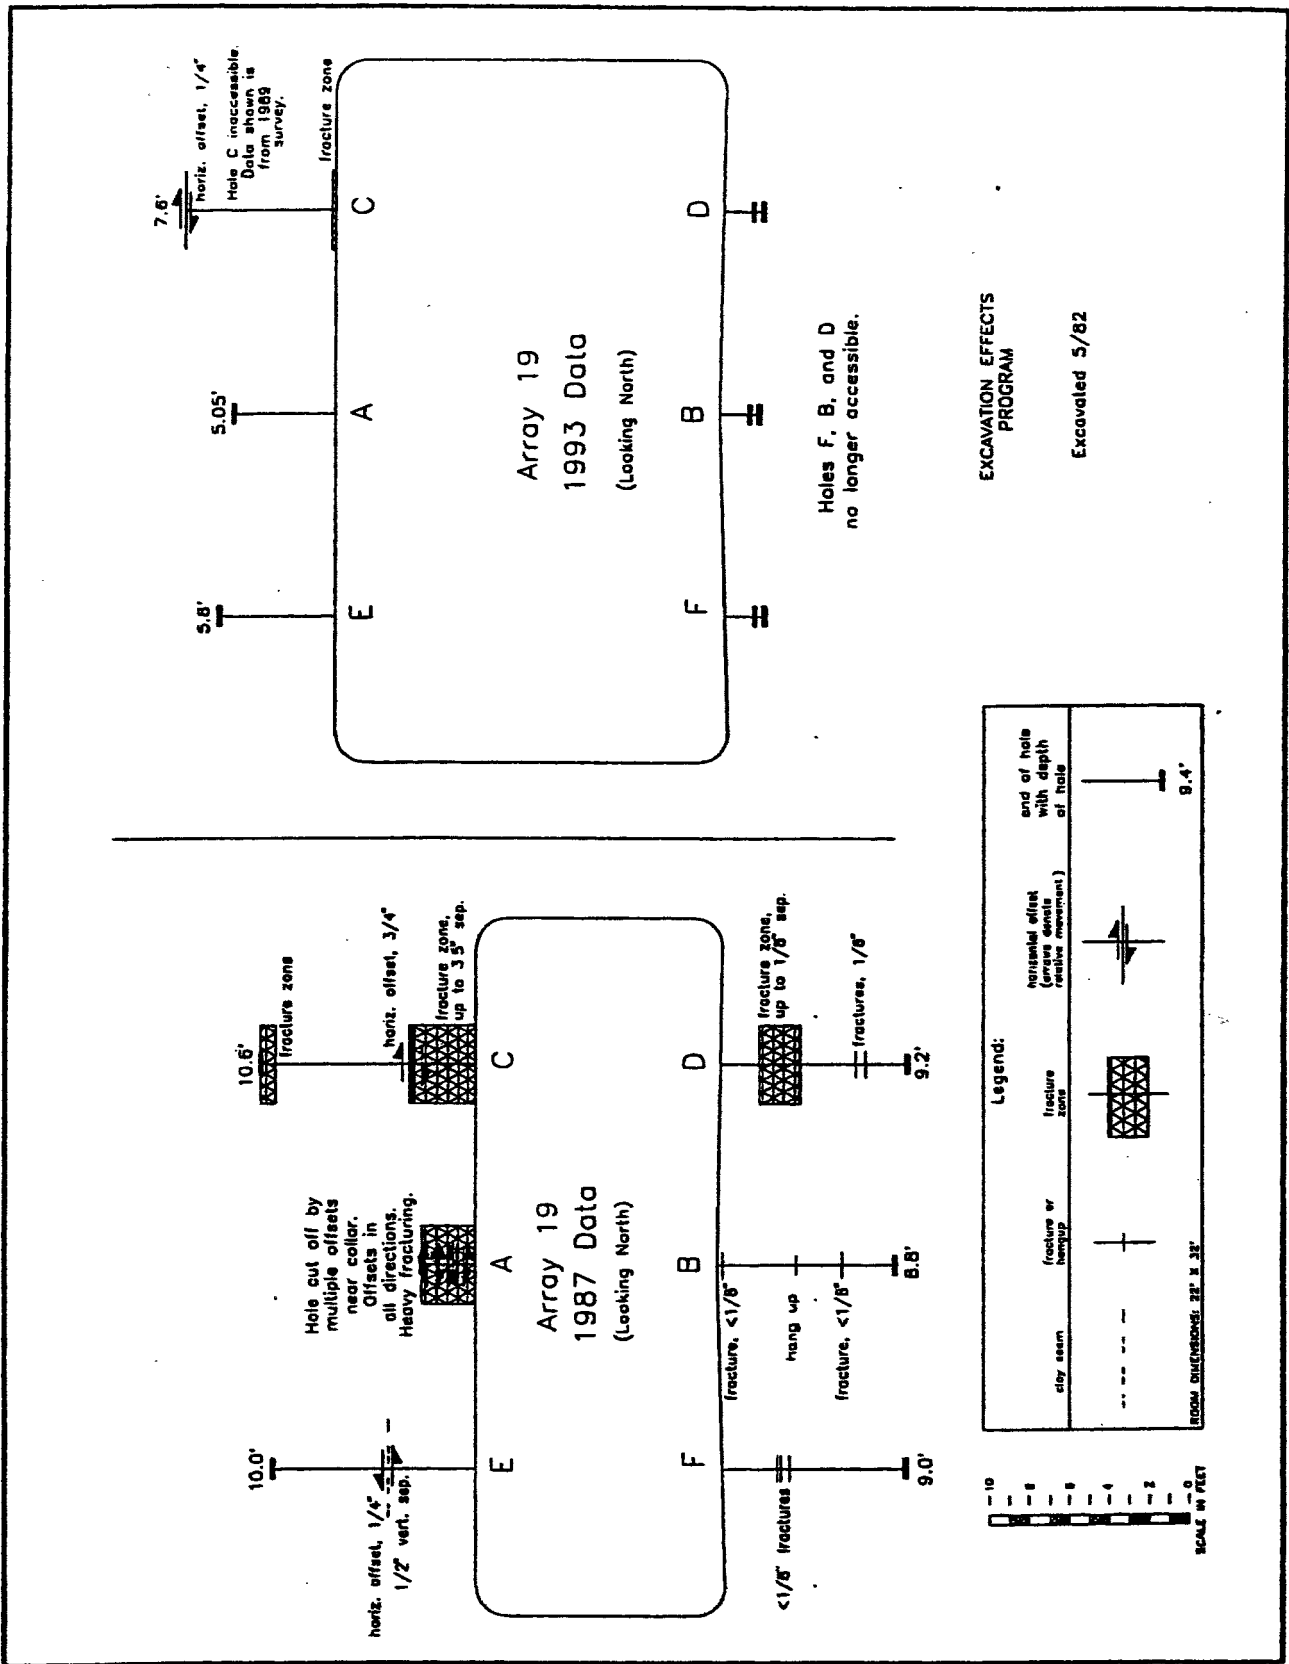 10.0'
horiz. offset, 1/4"
1/2" vert. sep.
E
Hole cut off by
multiple offsets
near collar.
Offsets in
all directions.
Heavy fracturing.
A
10.6'
fracture zone
horiz. offset, 3/4"
fracture zone,
up to 3.5" sep.
C
Array 19
1987 Data
(Looking North)
F
<1/8" fractures
9.0'
B
fracture, <1/8"
hang up
fracture, <1/8"
8.8'
D
fracture zone,
up to 1/8" sep.
fractures, 1/8"
9.2'
5.8'
E
5.05'
A
7.6'
horiz. offset, 1/4"
Hole C inaccessible.
Data shown is
from 1989
survey.
fracture zone
C
Array 19
1993 Data
(Looking North)
F
B
D
Holes F, B, and D
no longer accessible.
EXCAVATION EFFECTS
PROGRAM
Excavated 5/82
10
8
6
4
2
0
SCALE IN FEET
Legend:
clay seam
fracture or
hangup
fracture
zone
horizontal offset
(arrows denote
relative movement)
end of hole
with depth
of hole
9.4'
ROOM DIMENSIONS: 22' X 32'